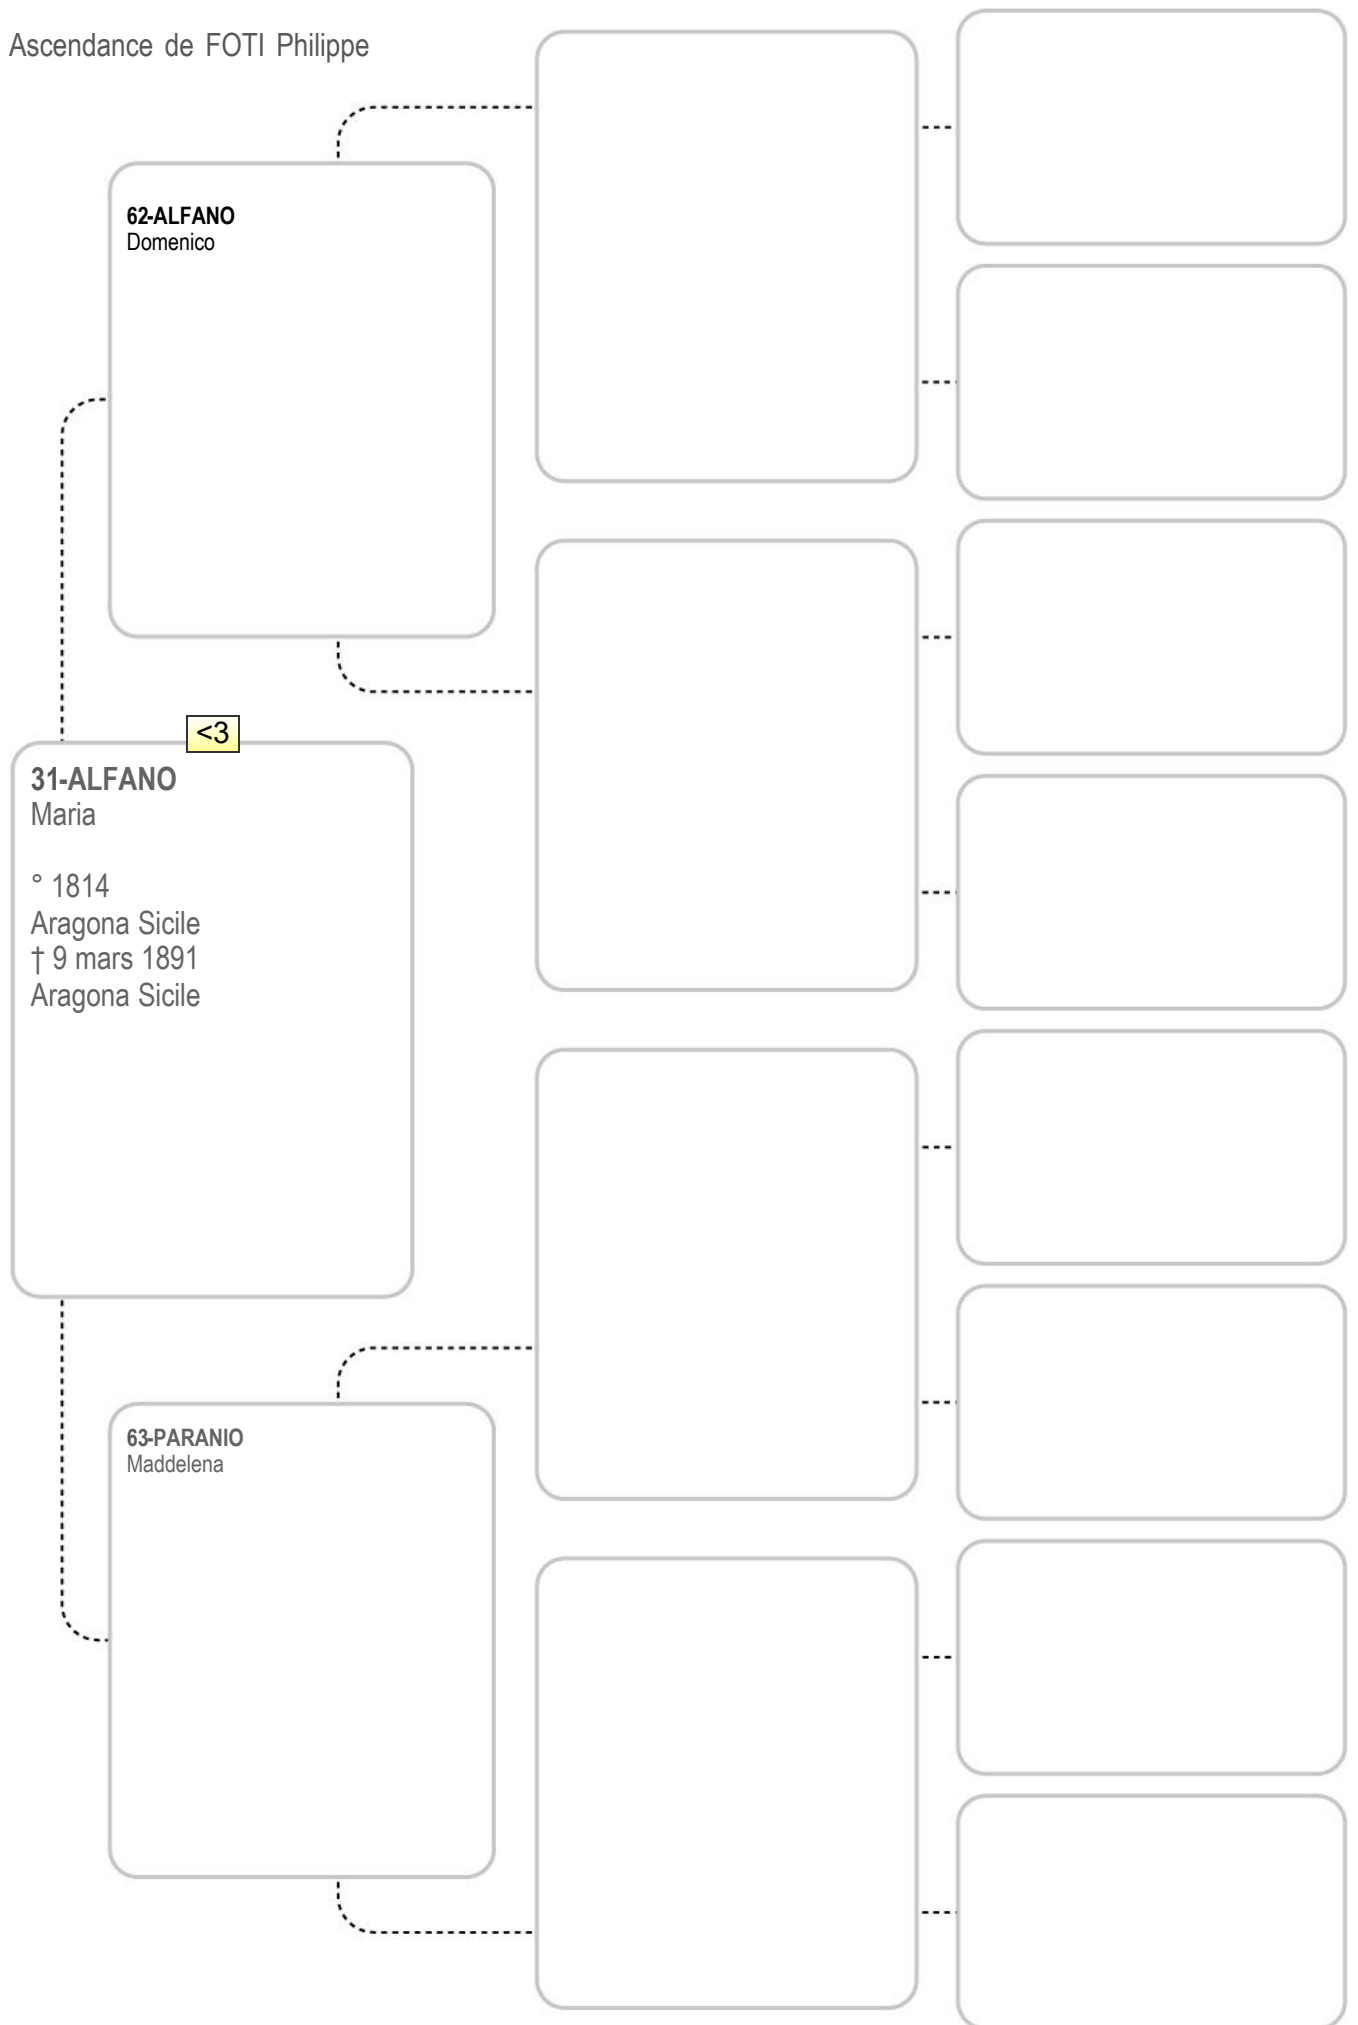 Ascendance de FOTI Philippe
62-ALFANO
Domenico
<3
31-ALFANO
Maria
° 1814
Aragona Sicile
† 9 mars 1891
Aragona Sicile
63-PARANIO
Maddelena